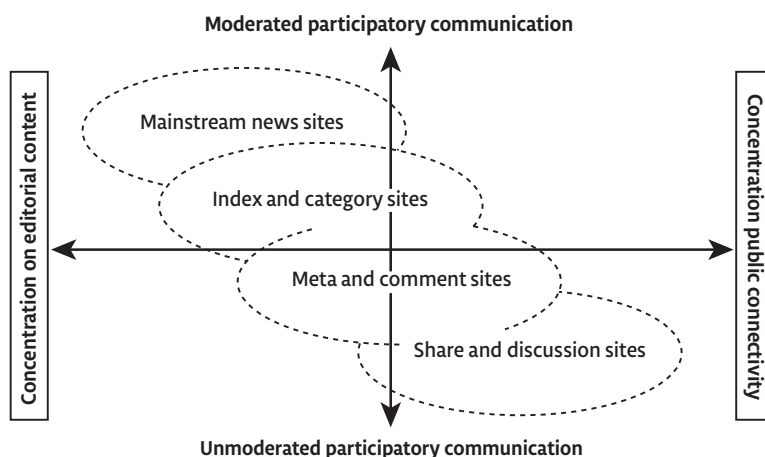 Moderated participatory communication
Concentration on editorial content
Concentration public connectivity
Mainstream news sites
Index and category sites
Meta and comment sites
Share and discussion sites
Unmoderated participatory communication